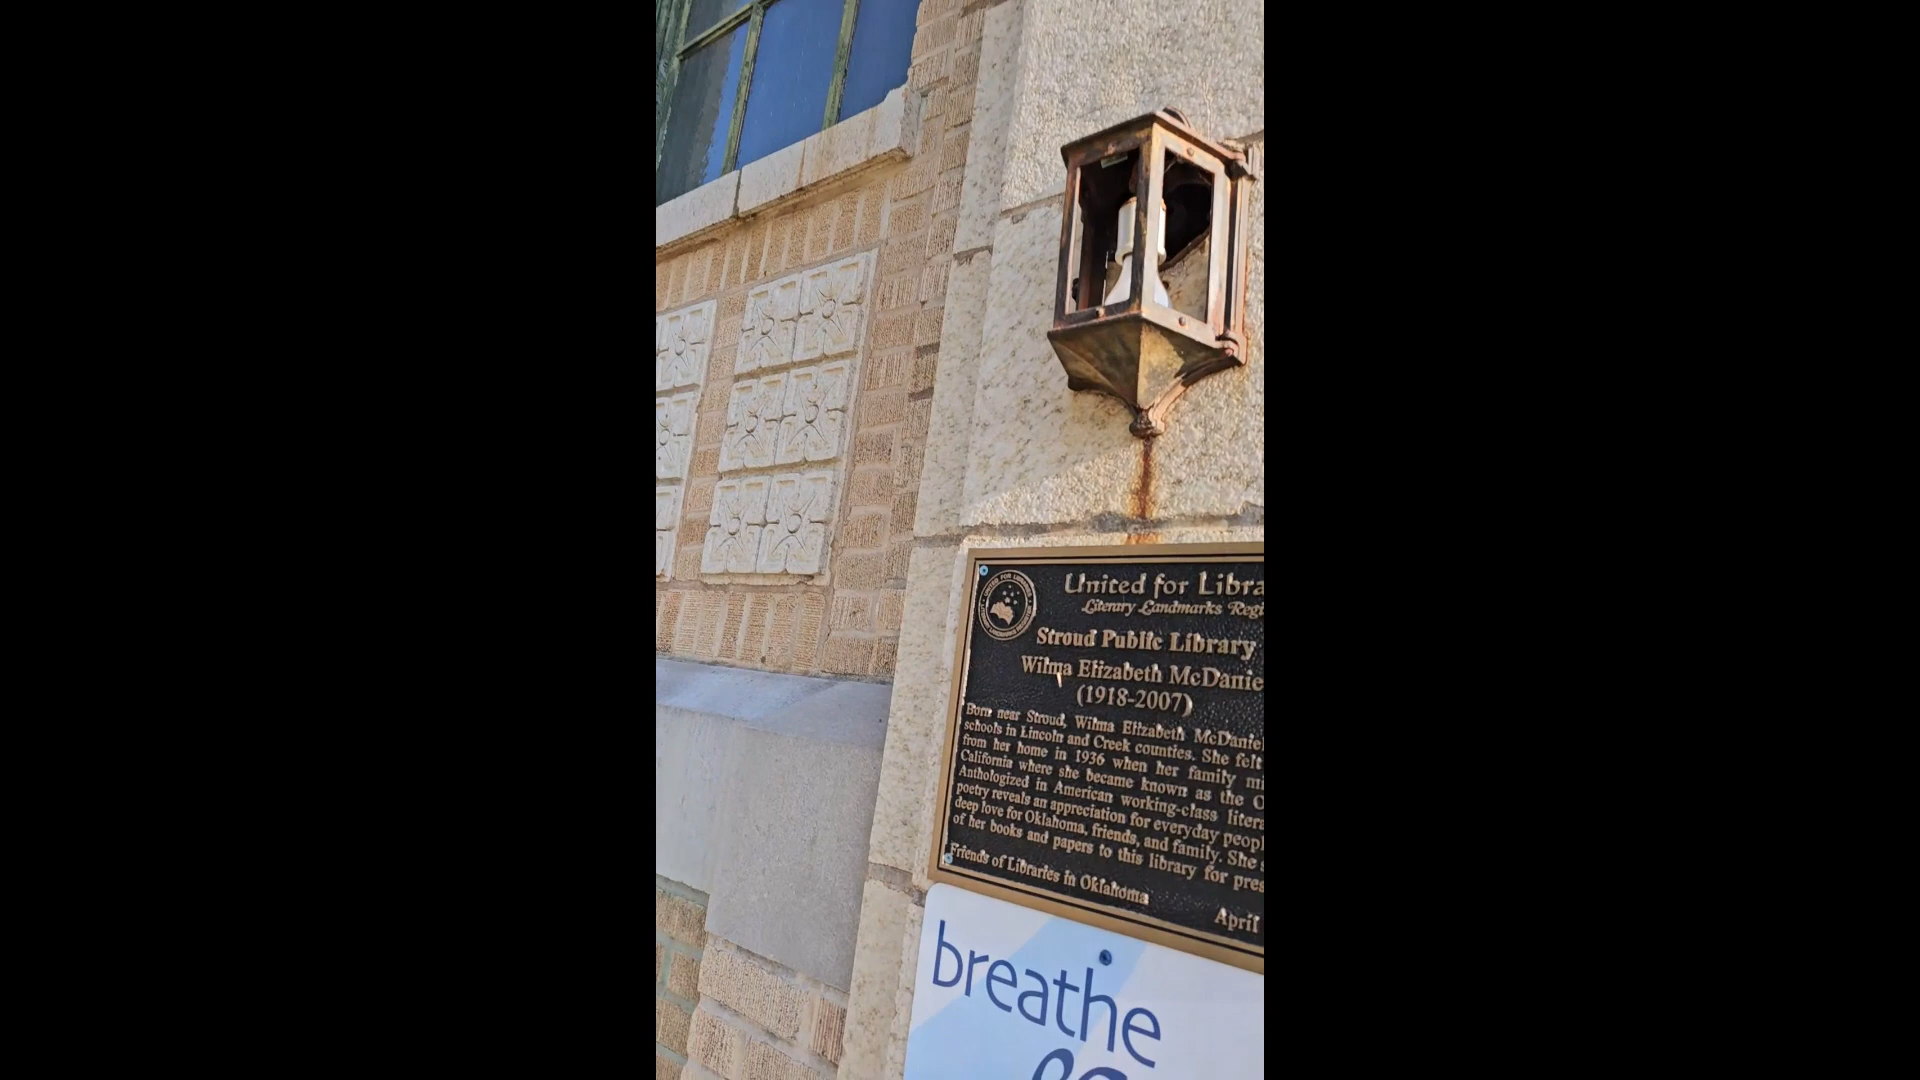 United for Libra
Literary Landmarks Regi
Stroud Public Library
Wilma Elizabeth McDanie
(1918-2007)
Born near Stroud, Wilma Elizabeth McDaniel
schools in Lincoln and Creek counties. She felt
from her home in 1936 when her family mi
California where she became known as the O
Anthologized in American working-class litera
poetry reveals an appreciation for everyday peopl
deep love for Oklahoma, friends, and family. She s
of her books and papers to this library for pres
Friends of Libraries in Oklahoma
April
breathe